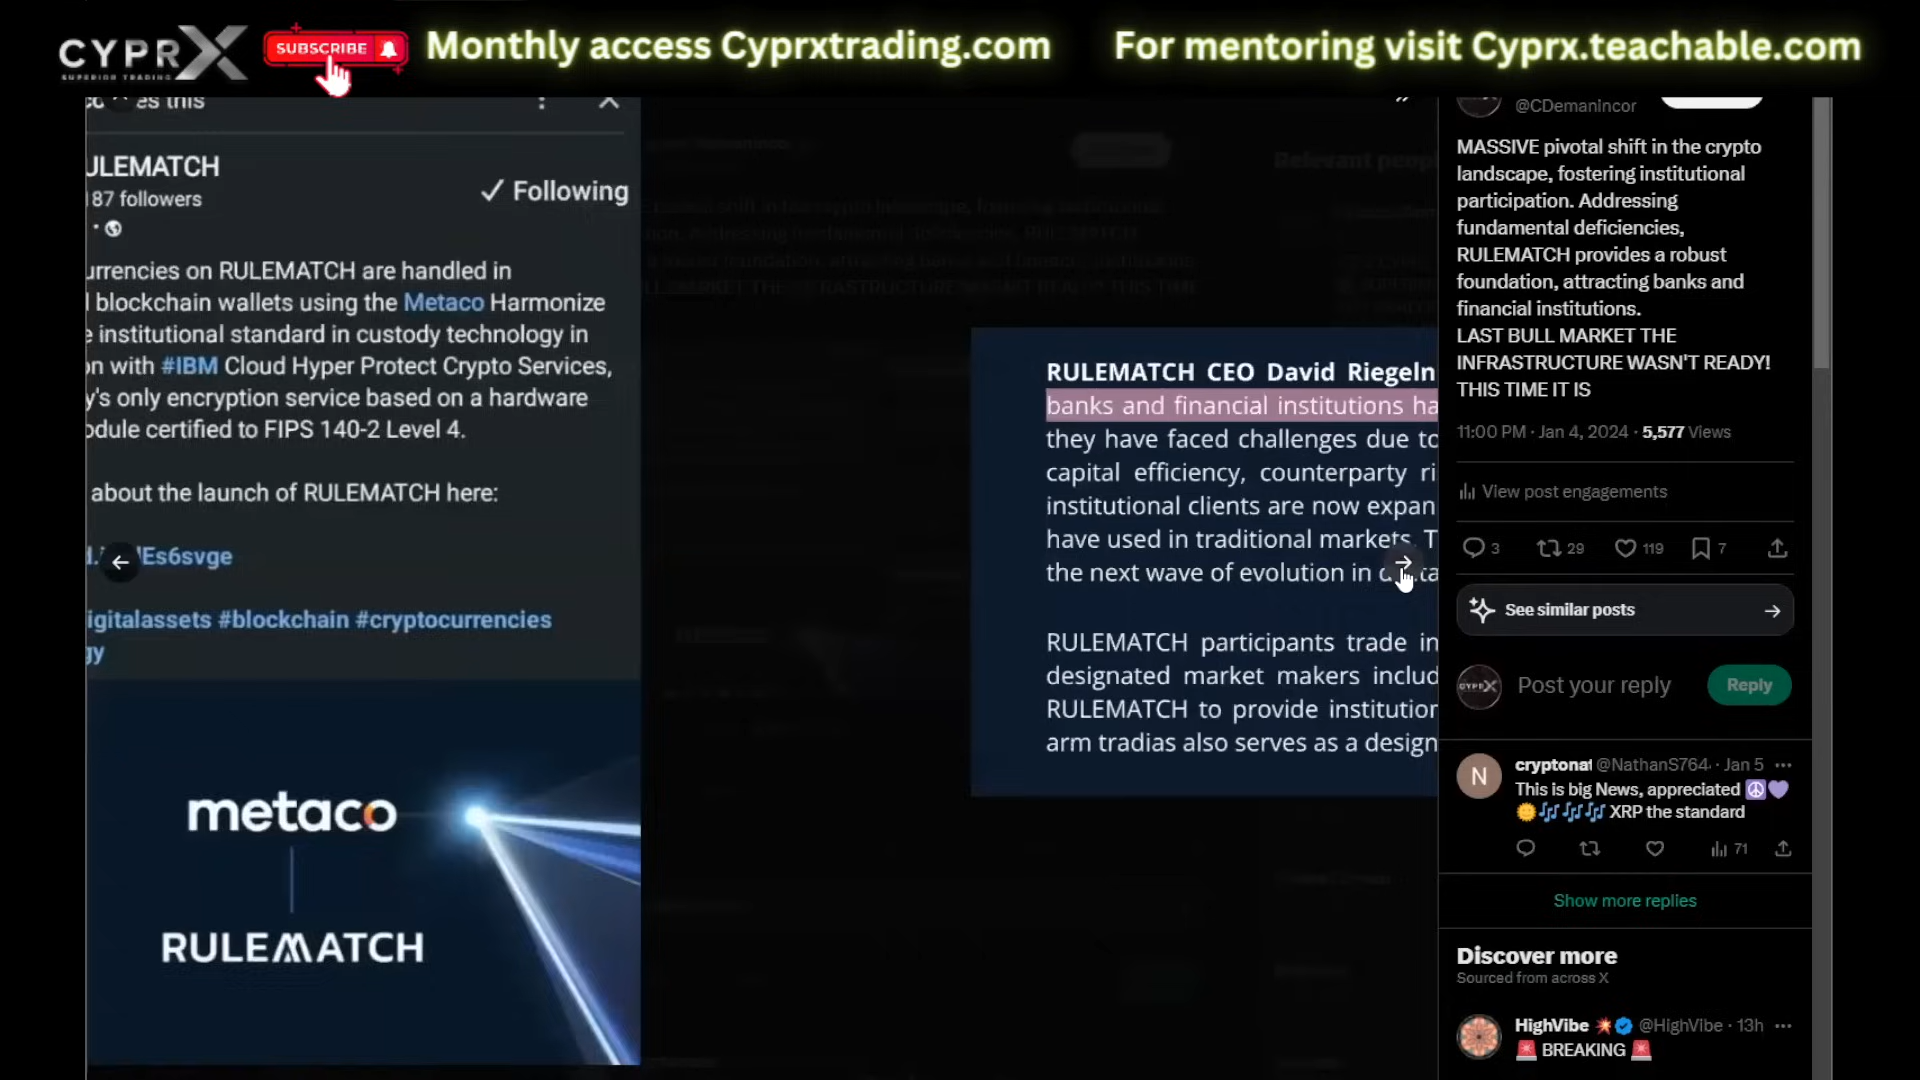 CYPRX
SUPERIOR TRADING
SUBSCRIBE
Monthly access Cyprxtrading.com
For mentoring visit Cyprx.teachable.com
es this
ULEMATCH
187 followers
Following
urrencies on RULEMATCH are handled in
blockchain wallets using the Metaco Harmonize
institutional standard in custody technology in
on with #IBM Cloud Hyper Protect Crypto Services,
y's only encryption service based on a hardware
odule certified to FIPS 140-2 Level 4.
about the launch of RULEMATCH here:
Es6svge
igitalassets #blockchain #cryptocurrencies
gy
metaco
RULEMATCH
Relevant peop
RULEMATCH CEO David Riegeln
banks and financial institutions ha
they have faced challenges due to
capital efficiency, counterparty ri
institutional clients are now expan
have used in traditional markets. T
the next wave of evolution in
RULEMATCH participants trade in
designated market makers includ
RULEMATCH to provide institution
arm tradias also serves as a design
@CDemanincor
MASSIVE pivotal shift in the crypto
landscape, fostering institutional
participation. Addressing
fundamental deficiencies,
RULEMATCH provides a robust
foundation, attracting banks and
financial institutions.
LAST BULL MARKET THE
INFRASTRUCTURE WASN'T READY!
THIS TIME IT IS
11:00 PM · Jan 4, 2024 · 5,577 Views
View post engagements
3 29 119 7
See similar posts
CYPRX
Post your reply
Reply
N
cryptonat @NathanS764 · Jan 5
This is big News, appreciated ☮️💜
🌞🎶🎶🎶 XRP the standard
71
Show more replies
Discover more
Sourced from across X
HighVibe 💥 @HighVibe · 13h
🚨 BREAKING 🚨